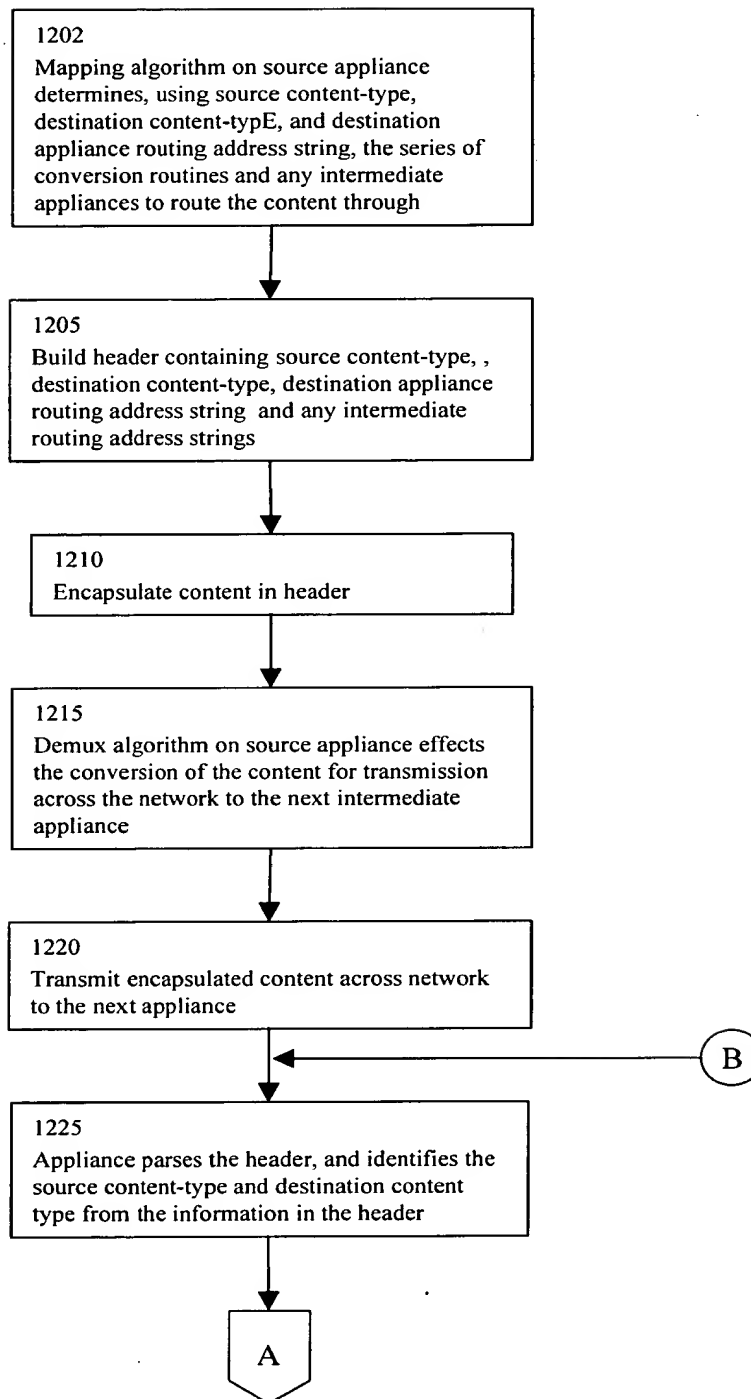 1202
Mapping algorithm on source appliance
determines, using source content-type,
destination content-typE, and destination
appliance routing address string, the series of
conversion routines and any intermediate
appliances to route the content through
1205
Build header containing source content-type, ,
destination content-type, destination appliance
routing address string and any intermediate
routing address strings
1210
Encapsulate content in header
1215
Demux algorithm on source appliance effects
the conversion of the content for transmission
across the network to the next intermediate
appliance
1220
Transmit encapsulated content across network
to the next appliance
B
1225
Appliance parses the header, and identifies the
source content-type and destination content
type from the information in the header
A